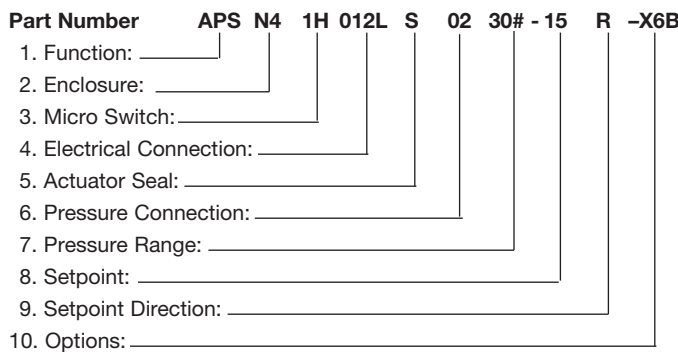 Part Number APS N4 1H 012L S 02 30# - 15 R –X6B
1. Function:
2. Enclosure:
3. Micro Switch:
4. Electrical Connection:
5. Actuator Seal:
6. Pressure Connection:
7. Pressure Range:
8. Setpoint:
9. Setpoint Direction:
10. Options: